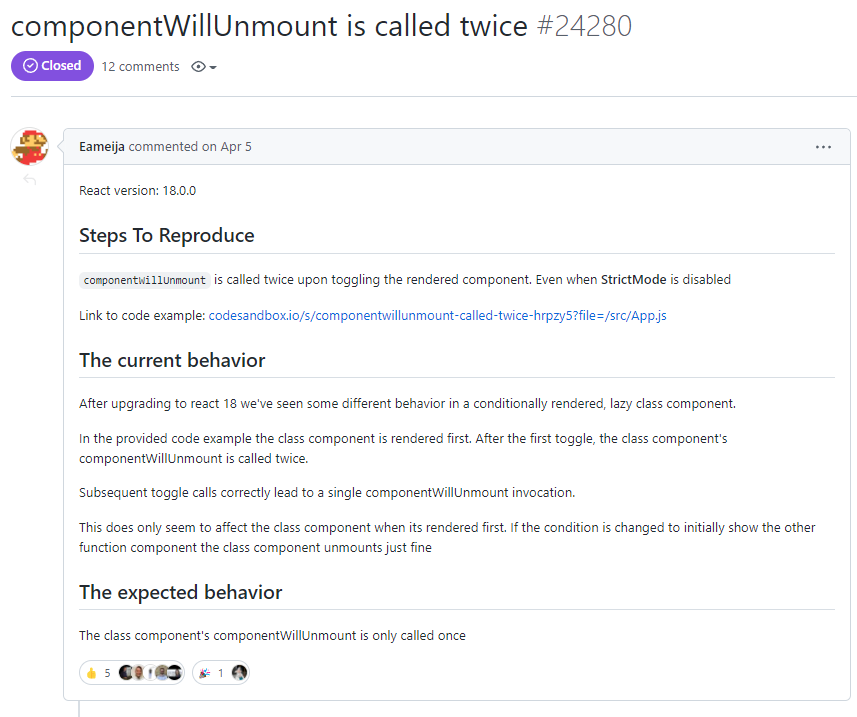 componentWillUnmount is called twice #24280
Closed 12 comments
Eameija commented on Apr 5
React version: 18.0.0
Steps To Reproduce
componentWillUnmount is called twice upon toggling the rendered component. Even when StrictMode is disabled
Link to code example: codesandbox.io/s/componentwillunmount-called-twice-hrpzy5?file=/src/App.js
The current behavior
After upgrading to react 18 we've seen some different behavior in a conditionally rendered, lazy class component.
In the provided code example the class component is rendered first. After the first toggle, the class component's
componentWillUnmount is called twice.
Subsequent toggle calls correctly lead to a single componentWillUnmount invocation.
This does only seem to affect the class component when its rendered first. If the condition is changed to initially show the other
function component the class component unmounts just fine
The expected behavior
The class component's componentWillUnmount is only called once
5 1